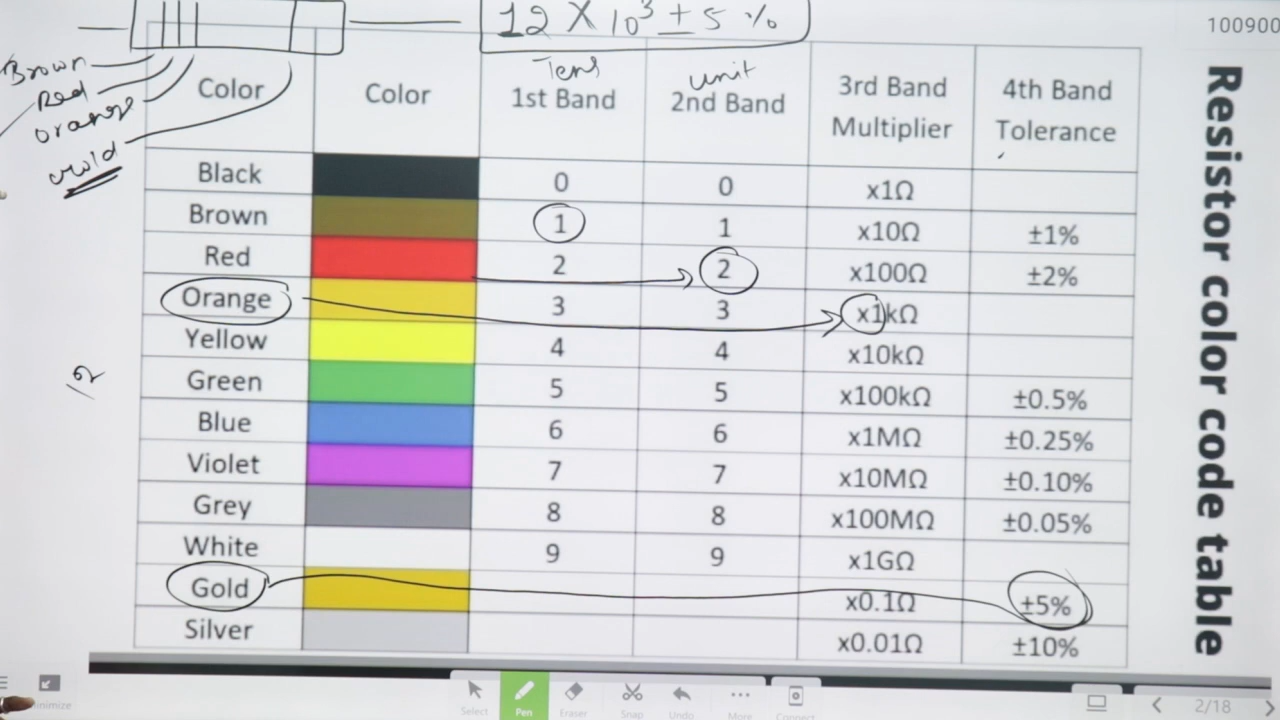 12 X 10³ ± 5 %
100900
Brown
Red
Orange
Gold
Tens
unit
Resistor color code table
Color Color 1st Band 2nd Band 3rd Band Multiplier 4th Band Tolerance
Black 0 0 x1Ω
Brown 1 1 x10Ω ±1%
Red 2 2 x100Ω ±2%
Orange 3 3 x1kΩ
Yellow 4 4 x10kΩ
Green 5 5 x100kΩ ±0.5%
Blue 6 6 x1MΩ ±0.25%
Violet 7 7 x10MΩ ±0.10%
Grey 8 8 x100MΩ ±0.05%
White 9 9 x1GΩ
Gold x0.1Ω ±5%
Silver x0.01Ω ±10%
12
inimize
Select Pen Eraser Snap Undo More Connect
2/18